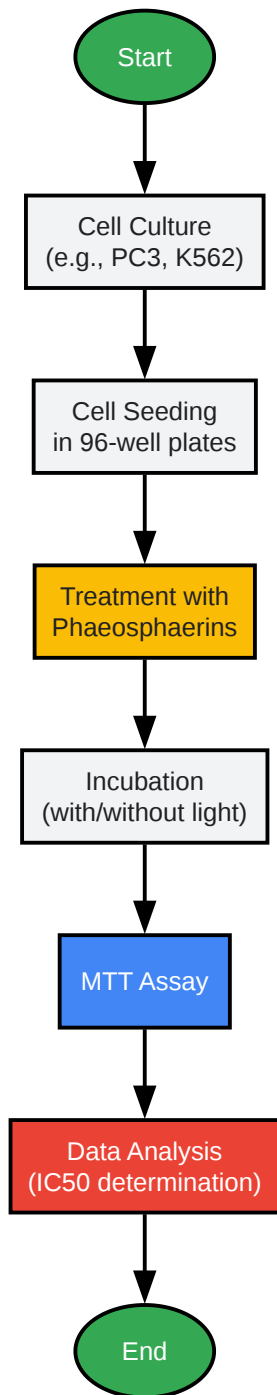 Start
Cell Culture
(e.g., PC3, K562)
Cell Seeding
in 96-well plates
Treatment with
Phaeosphaerins
Incubation
(with/without light)
MTT Assay
Data Analysis
(IC50 determination)
End